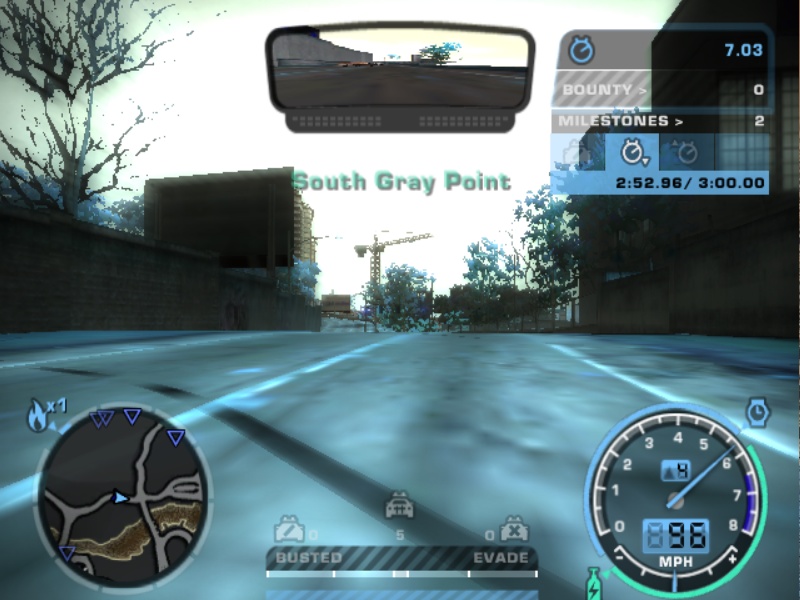 7.03
BOUNTY > 0
MILESTONES > 2
2:52.96/ 3:00.00
South Gray Point
x1
0 5 0
BUSTED EVADE
0 1 2 3 4 5 6 7 8
4
96
MPH
- +